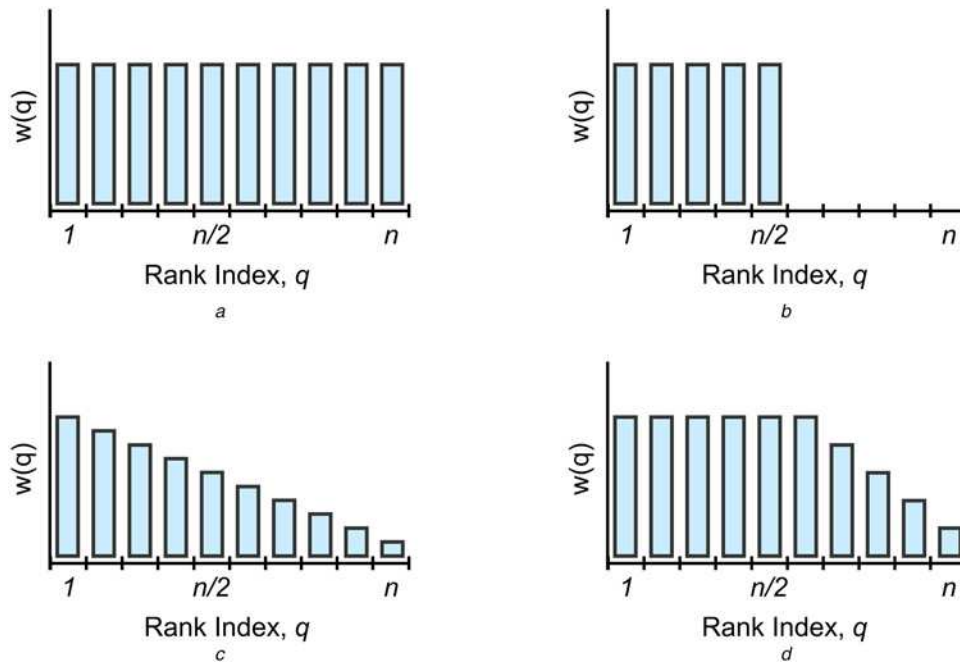 w(q)
1 n/2 n
Rank Index, q
a
w(q)
1 n/2 n
Rank Index, q
b
w(q)
1 n/2 n
Rank Index, q
c
w(q)
1 n/2 n
Rank Index, q
d